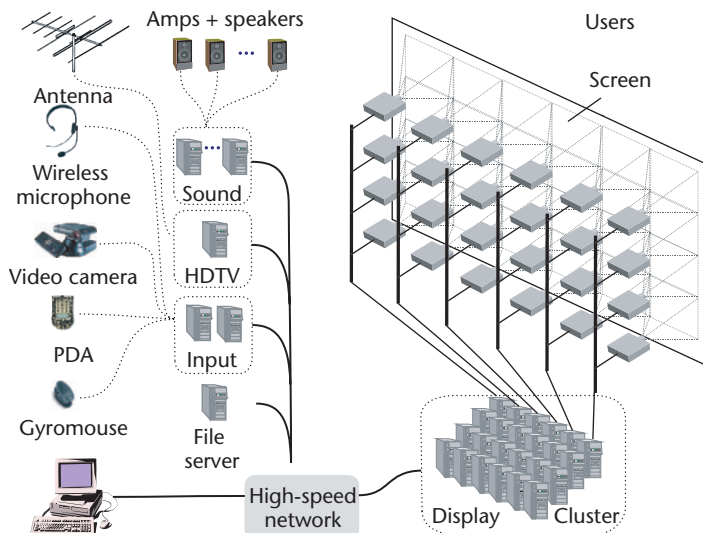 Amps + speakers
Users
Screen
Antenna
Wireless
microphone
Sound
Video camera
HDTV
PDA
Input
Gyromouse
File
server
High-speed
network
Display
Cluster